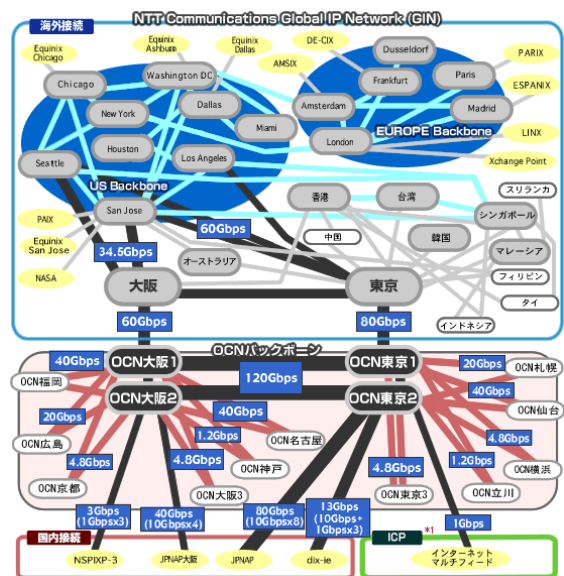 NTT Communications Global IP Network (GIN)
海外接続
Equinix
Chicago
Equinix
Ashburn
Equinix
Dallas
DE-CIX
AMSIX
PARIX
ESPANIX
LINX
Xchange Point
Chicago
Washington DC
New York
Dallas
Houston
Miami
Seattle
Los Angeles
US Backbone
San Jose
Dusseldorf
Frankfurt
Paris
Amsterdam
Madrid
London
EUROPE Backbone
PAIX
Equinix
San Jose
NASA
34.5Gbps
60Gbps
オーストラリア
香港
台湾
中国
韓国
スリランカ
シンガポール
マレーシア
フィリピン
タイ
インドネシア
大阪
東京
60Gbps
80Gbps
OCNバックボーン
OCN大阪1
OCN東京1
OCN大阪2
OCN東京2
120Gbps
40Gbps
OCN福岡
20Gbps
OCN広島
4.8Gbps
OCN京都
40Gbps
OCN名古屋
1.2Gbps
OCN神戸
4.8Gbps
OCN大阪3
20Gbps
OCN札幌
40Gbps
OCN仙台
4.8Gbps
OCN横浜
1.2Gbps
OCN立川
4.8Gbps
OCN東京3
3Gbps
(1Gbpsx3)
40Gbps
(10Gbpsx4)
80Gbps
(10Gbpsx8)
13Gbps
(10Gbps+
1Gbpsx3)
1Gbps
国内接続
NSPIXP-3
JPNAP大阪
JPNAP
dix-ie
ICP
*1
インターネット
マルチフィード